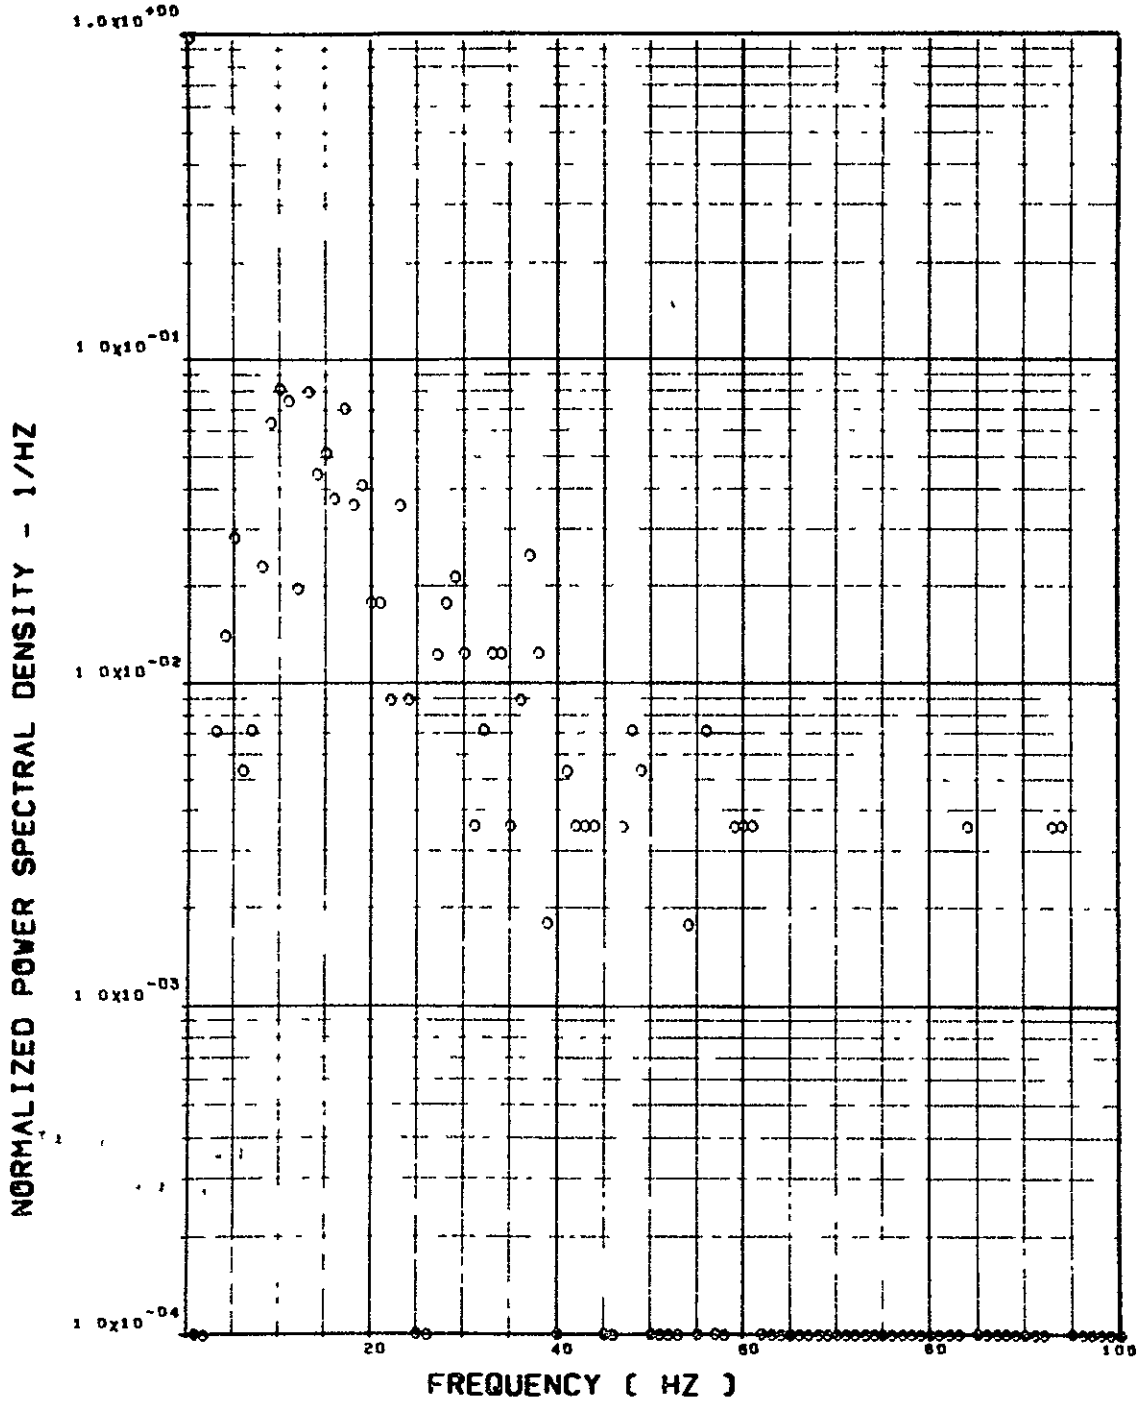 1.0x10+00
1 0x10-01
1 0x10-02
1 0x10-03
1 0x10-04
NORMALIZED POWER SPECTRAL DENSITY - 1/HZ
20 40 60 80 100
FREQUENCY ( HZ )